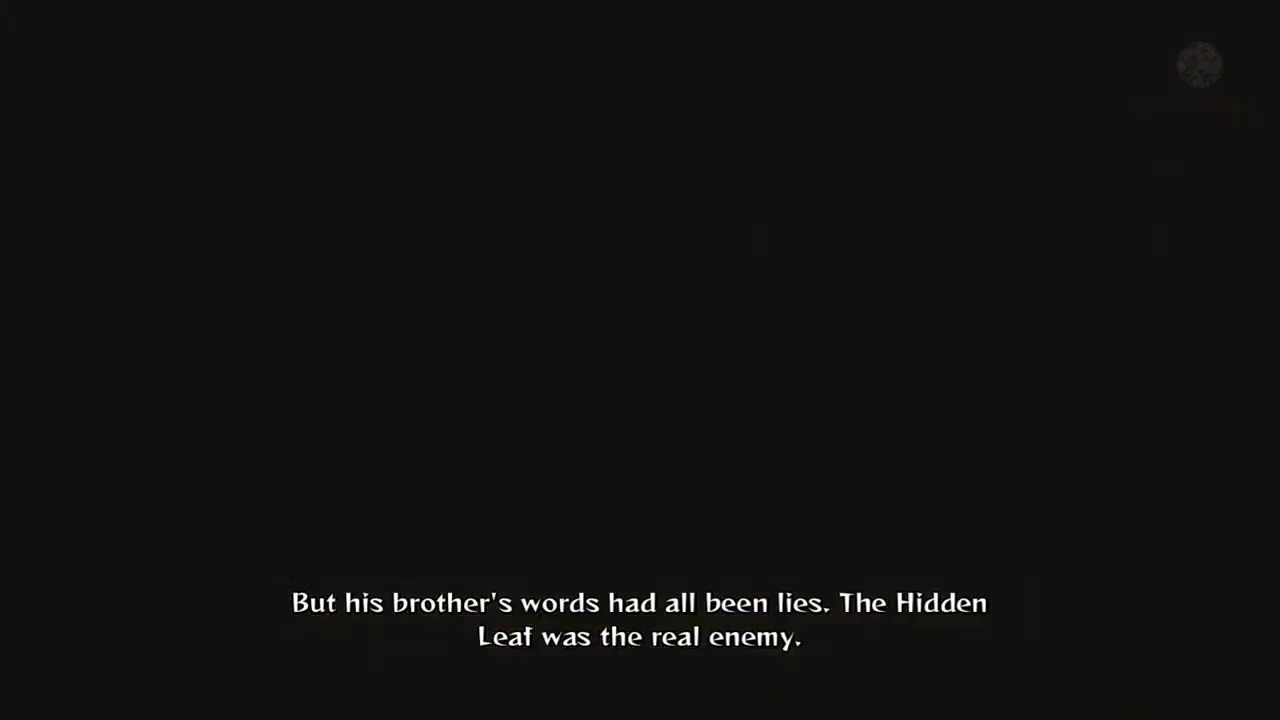 But his brother's words had all been lies. The Hidden
Leaf was the real enemy.